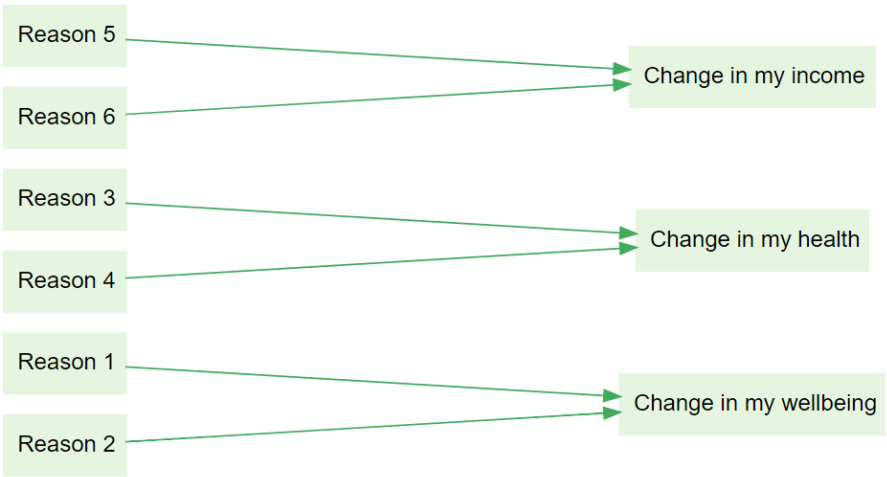 Reason 5
Change in my income
Reason 6
Reason 3
Change in my health
Reason 4
Reason 1
Change in my wellbeing
Reason 2